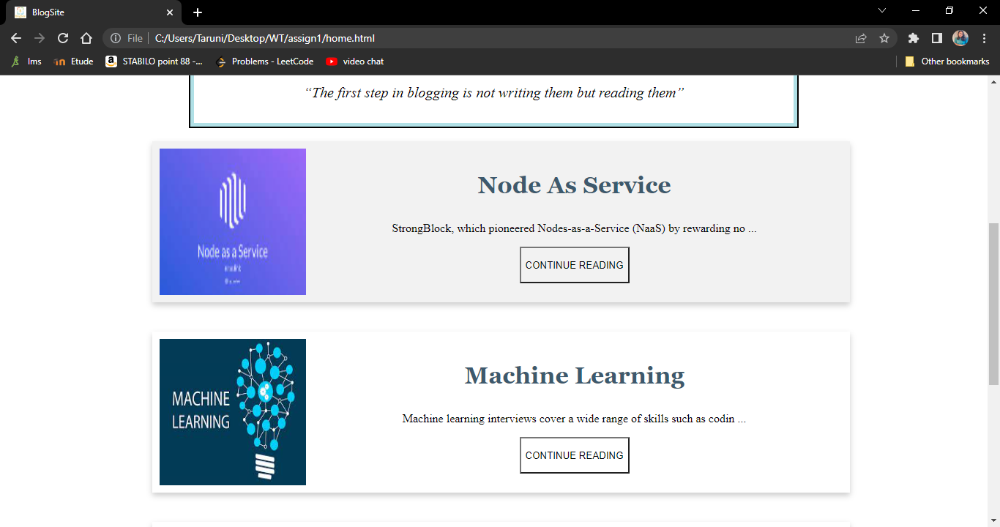 BlogSite
File
C:/Users/Taruni/Desktop/WT/assign1/home.html
lms
Etude
STABILO point 88 -...
Problems - LeetCode
video chat
Other bookmarks
“The first step in blogging is not writing them but reading them”
Node as a Service
Node As Service
StrongBlock, which pioneered Nodes-as-a-Service (NaaS) by rewarding no ...
CONTINUE READING
MACHINE
LEARNING
Machine Learning
Machine learning interviews cover a wide range of skills such as codin ...
CONTINUE READING